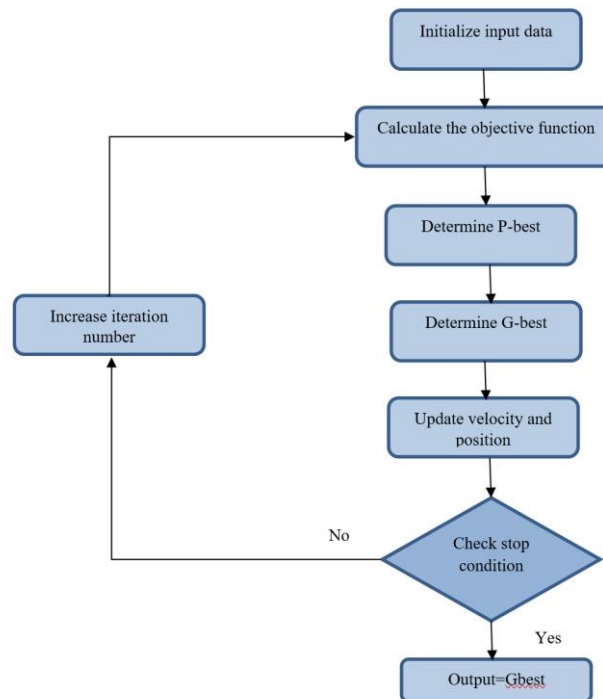 Initialize input data
Calculate the objective function
Determine P-best
Increase iteration
number
Determine G-best
Update velocity and
position
No
Check stop
condition
Yes
Output=Gbest